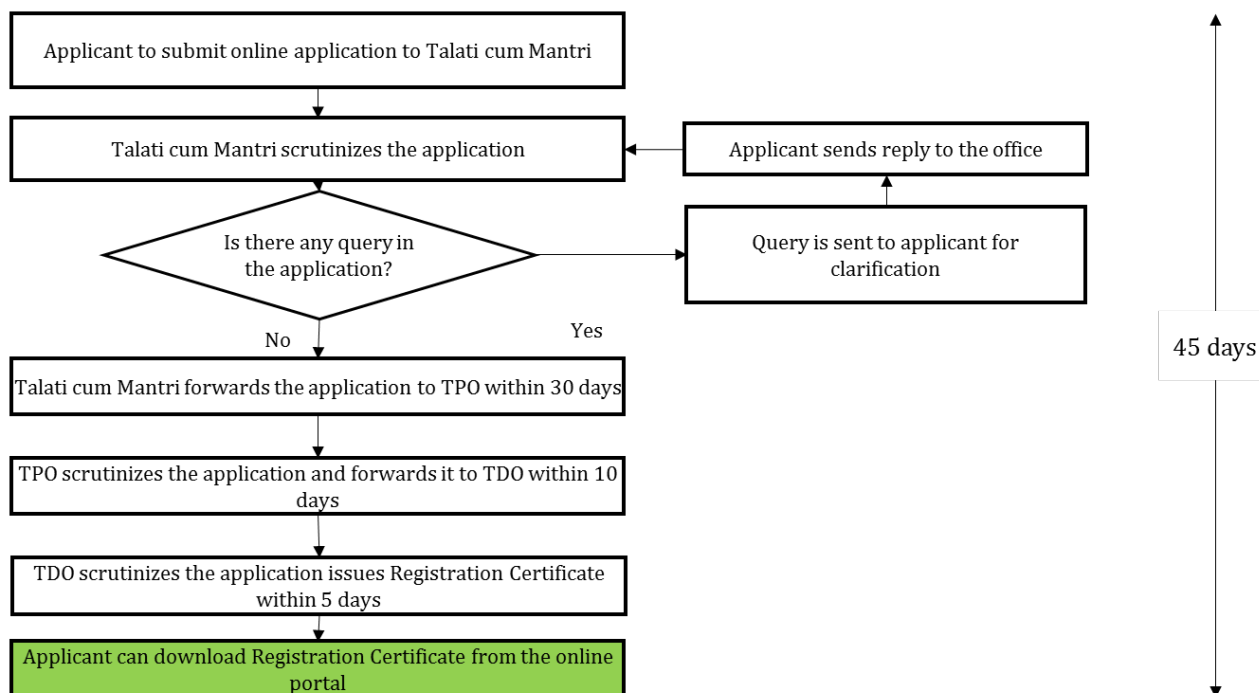 Applicant to submit online application to Talati cum Mantri
Talati cum Mantri scrutinizes the application
Applicant sends reply to the office
Is there any query in
the application?
Query is sent to applicant for
clarification
No
Yes
45 days
Talati cum Mantri forwards the application to TPO within 30 days
TPO scrutinizes the application and forwards it to TDO within 10
days
TDO scrutinizes the application issues Registration Certificate
within 5 days
Applicant can download Registration Certificate from the online
portal